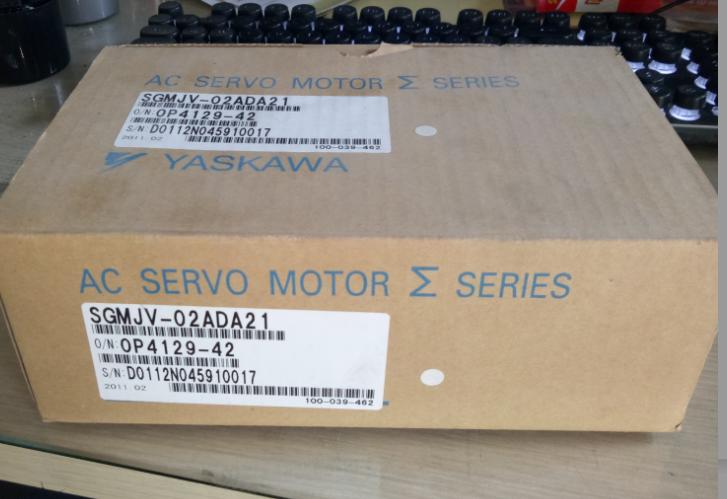 AC SERVO MOTOR Σ SERIES
SGMJV-02ADA21
O/N:OP4129-42
S/N:D0112N045910017
2011.02
100-039-462
YASKAWA
AC SERVO MOTOR Σ SERIES
SGMJV-02ADA21
O/N:OP4129-42
S/N:D0112N045910017
2011.02
100-039-462